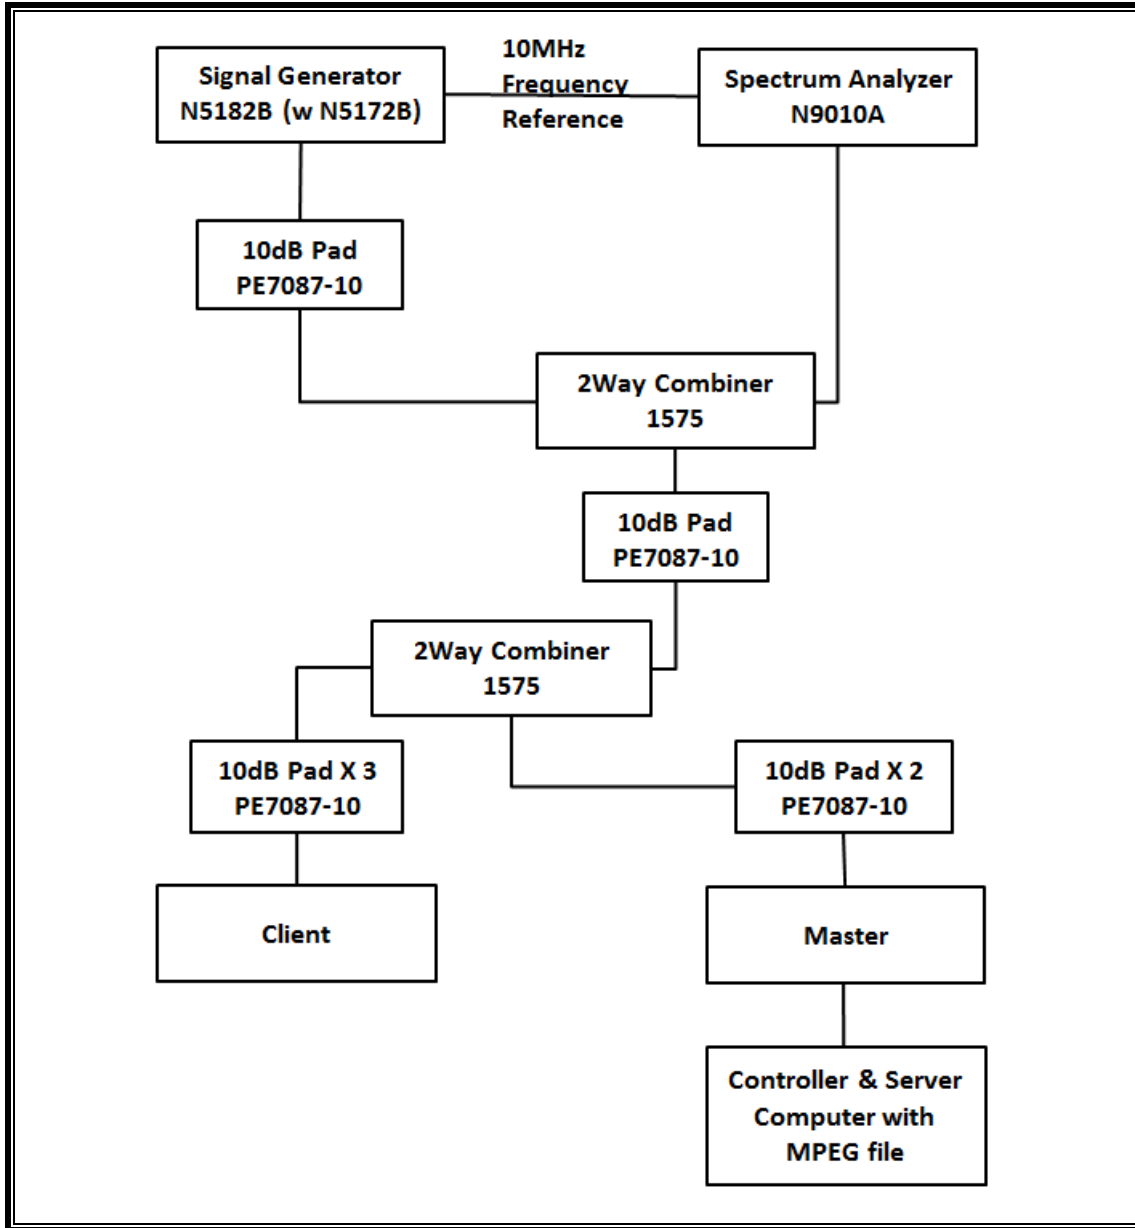 Signal Generator
N5182B (w N5172B)
10MHz
Frequency
Reference
Spectrum Analyzer
N9010A
10dB Pad
PE7087-10
2Way Combiner
1575
10dB Pad
PE7087-10
2Way Combiner
1575
10dB Pad X 3
PE7087-10
10dB Pad X 2
PE7087-10
Client
Master
Controller & Server
Computer with
MPEG file